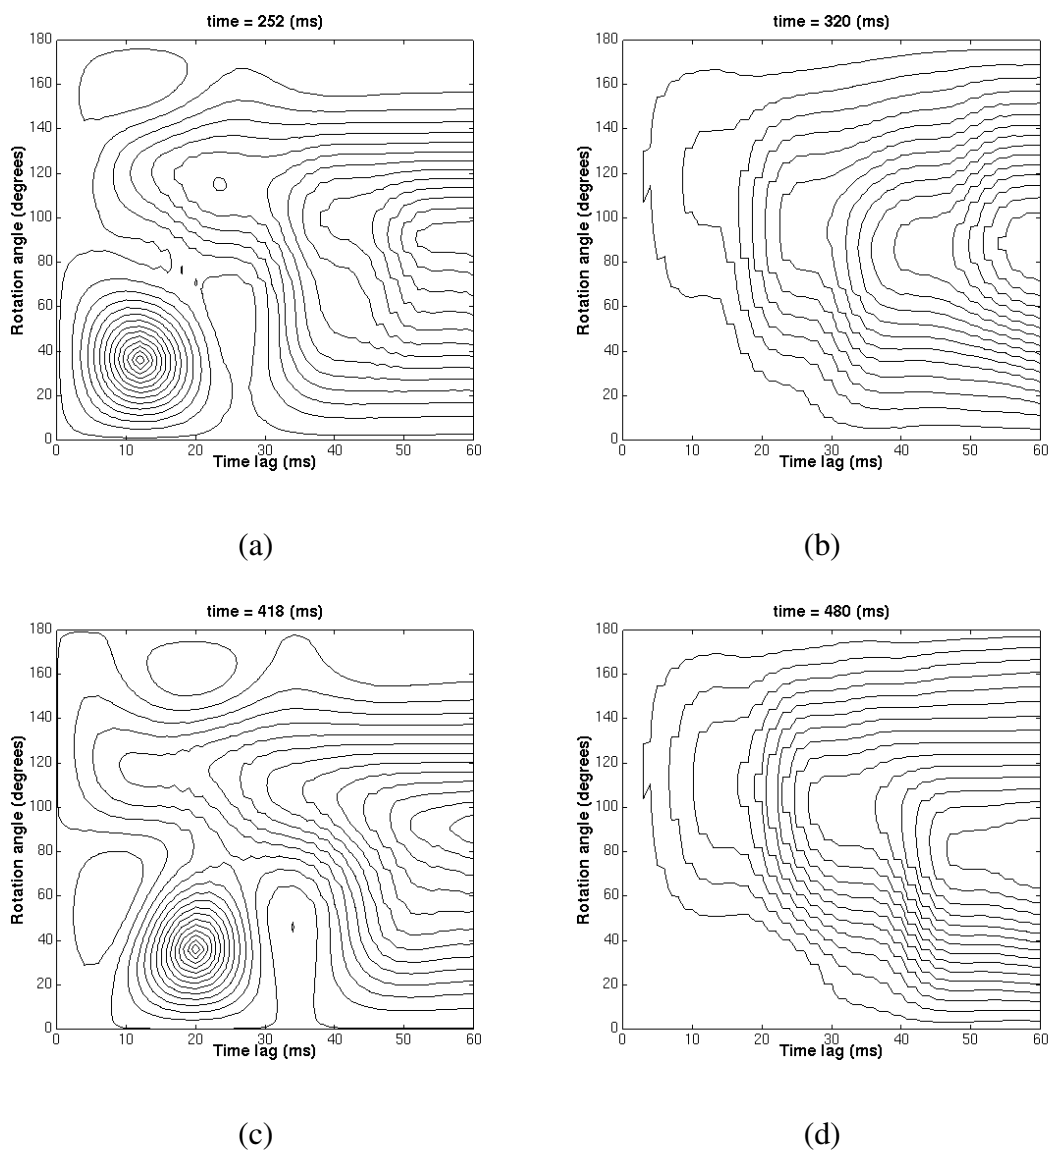 time = 252 (ms)
time = 320 (ms)
180
160
140
120
100
80
60
40
20
0
Rotation angle (degrees)
0 10 20 30 40 50 60
Time lag (ms)
180
160
140
120
100
80
60
40
20
0
Rotation angle (degrees)
0 10 20 30 40 50 60
Time lag (ms)
(a)
(b)
time = 418 (ms)
time = 480 (ms)
180
160
140
120
100
80
60
40
20
0
Rotation angle (degrees)
0 10 20 30 40 50 60
Time lag (ms)
180
160
140
120
100
80
60
40
20
0
Rotation angle (degrees)
0 10 20 30 40 50 60
Time lag (ms)
(c)
(d)